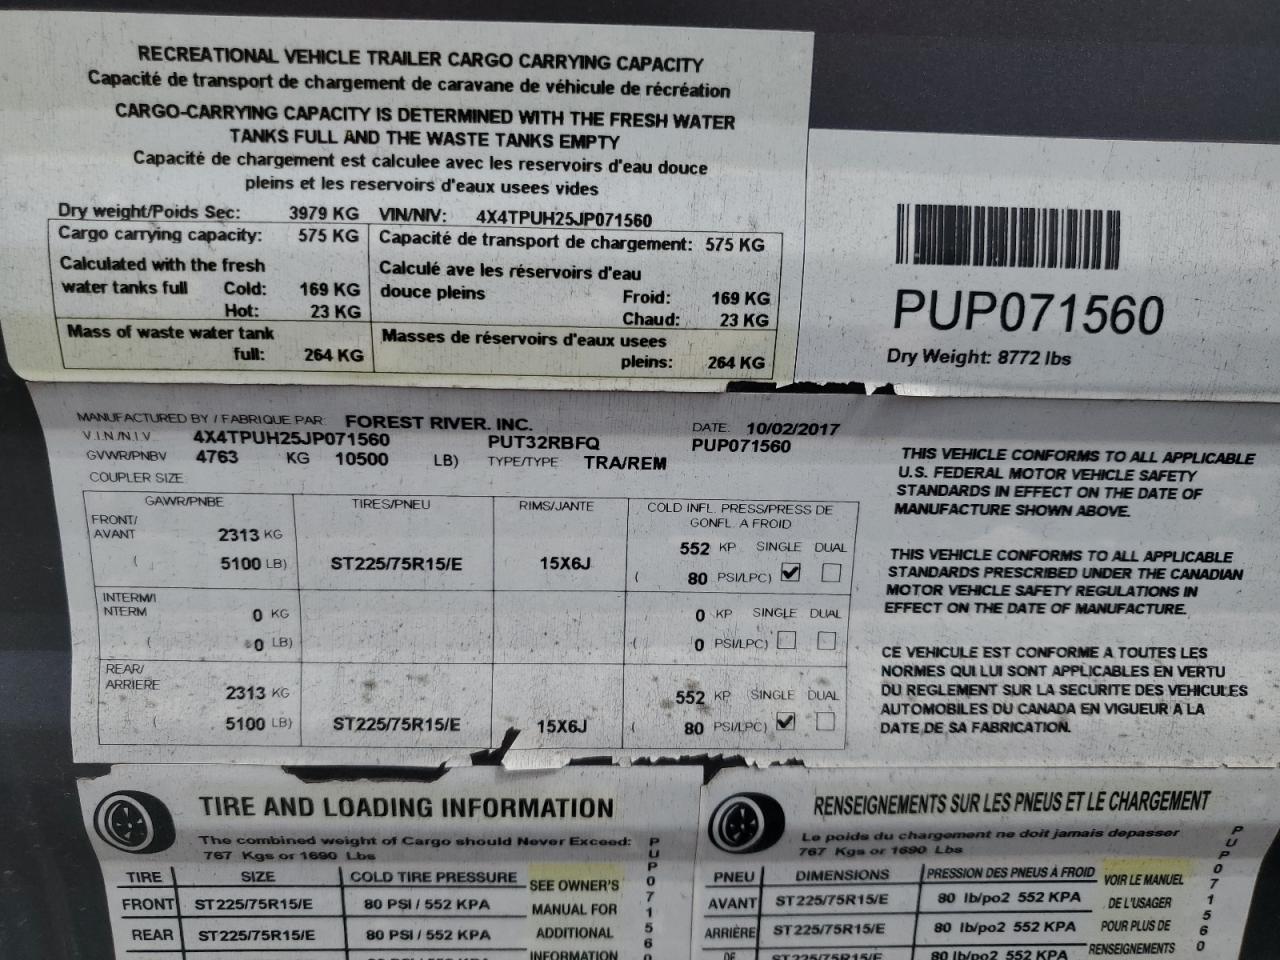 RECREATIONAL VEHICLE TRAILER CARGO CARRYING CAPACITY
Capacité de transport de chargement de caravane de véhicule de récréation
CARGO-CARRYING CAPACITY IS DETERMINED WITH THE FRESH WATER
TANKS FULL AND THE WASTE TANKS EMPTY
Capacité de chargement est calculee avec les reservoirs d'eau douce
pleins et les reservoirs d'eaux usees vides
Dry weight/Poids Sec: 3979 KG VIN/NIV: 4X4TPUH25JP071560
Cargo carrying capacity: 575 KG Capacité de transport de chargement: 575 KG
Calculated with the fresh Calculé ave les réservoirs d'eau
water tanks full Cold: 169 KG douce pleins Froid: 169 KG
Hot: 23 KG Chaud: 23 KG
Mass of waste water tank Masses de réservoirs d'eaux usees
full: 264 KG pleins: 264 KG
PUP071560
Dry Weight: 8772 lbs
MANUFACTURED BY / FABRIQUE PAR: FOREST RIVER, INC. DATE: 10/02/2017
V.I.N./N.I.V. 4X4TPUH25JP071560 PUT32RBFQ PUP071560
GVWR/PNBV 4763 KG 10500 LB) TYPE/TYPE TRA/REM
COUPLER SIZE
GAWR/PNBE TIRES/PNEU RIMS/JANTE COLD INFL. PRESS/PRESS DE
GONFL. A FROID
FRONT/
AVANT 2313 KG 552 KP SINGLE DUAL
( 5100 LB) ST225/75R15/E 15X6J ( 80 PSI/LPC)
INTERM/I
NTERM 0 KG 0 KP SINGLE DUAL
( 0 LB) ( 0 PSI/LPC)
REAR/
ARRIERE 2313 KG 552 KP SINGLE DUAL
( 5100 LB) ST225/75R15/E 15X6J ( 80 PSI/LPC)
THIS VEHICLE CONFORMS TO ALL APPLICABLE
U.S. FEDERAL MOTOR VEHICLE SAFETY
STANDARDS IN EFFECT ON THE DATE OF
MANUFACTURE SHOWN ABOVE.
THIS VEHICLE CONFORMS TO ALL APPLICABLE
STANDARDS PRESCRIBED UNDER THE CANADIAN
MOTOR VEHICLE SAFETY REGULATIONS IN
EFFECT ON THE DATE OF MANUFACTURE.
CE VEHICULE EST CONFORME A TOUTES LES
NORMES QUI LUI SONT APPLICABLES EN VERTU
DU REGLEMENT SUR LA SECURITE DES VEHICULES
AUTOMOBILES DU CANADA EN VIGUEUR A LA
DATE DE SA FABRICATION.
TIRE AND LOADING INFORMATION
The combined weight of Cargo should Never Exceed:
767 Kgs or 1690 Lbs
TIRE SIZE COLD TIRE PRESSURE
FRONT ST225/75R15/E 80 PSI / 552 KPA
REAR ST225/75R15/E 80 PSI / 552 KPA
SEE OWNER'S
MANUAL FOR
ADDITIONAL
INFORMATION
PUP071560
RENSEIGNEMENTS SUR LES PNEUS ET LE CHARGEMENT
Le poids du chargement ne doit jamais depasser
767 Kgs or 1690 Lbs
PNEU DIMENSIONS PRESSION DES PNEUS À FROID
AVANT ST225/75R15/E 80 lb/po2 552 KPA
ARRIÈRE ST225/75R15/E 80 lb/po2 552 KPA
DE ST225/75R15/E 80 lb/po2 552 KPA
VOIR LE MANUEL
DE L'USAGER
POUR PLUS DE
RENSEIGNEMENTS
PUP071560